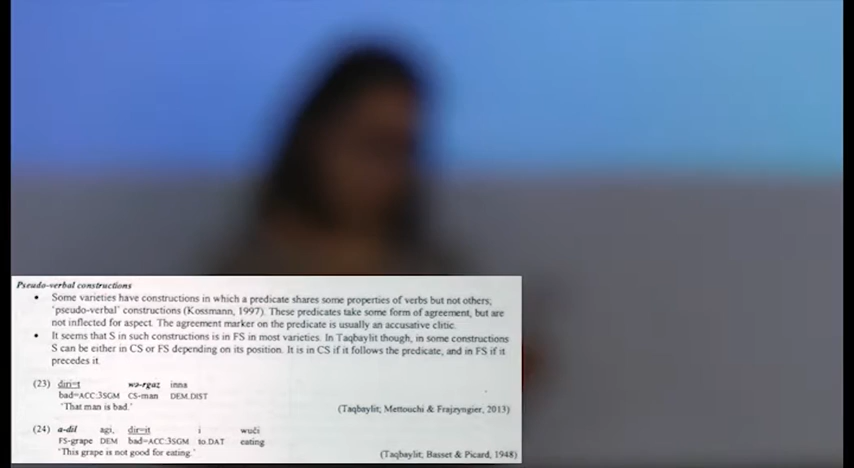 Pseudo-verbal constructions
• Some varieties have constructions in which a predicate shares some properties of verbs but not others;
'pseudo-verbal' constructions (Kossmann, 1997). These predicates take some form of agreement, but are
not inflected for aspect. The agreement marker on the predicate is usually an accusative clitic.
• It seems that S in such constructions is in FS in most varieties. In Taqbaylit though, in some constructions
S can be either in CS or FS depending on its position. It is in CS if it follows the predicate, and in FS if it
precedes it.
(23) diri=t wə-rgaz inna
bad=ACC:3SGM CS-man DEM.DIST
'That man is bad.'
(Taqbaylit; Mettouchi & Frajzyngier, 2013)
(24) a-dil agi, dir=it i wuči
FS-grape DEM bad=ACC:3SGM to.DAT eating
'This grape is not good for eating.'
(Taqbaylit; Basset & Picard, 1948)